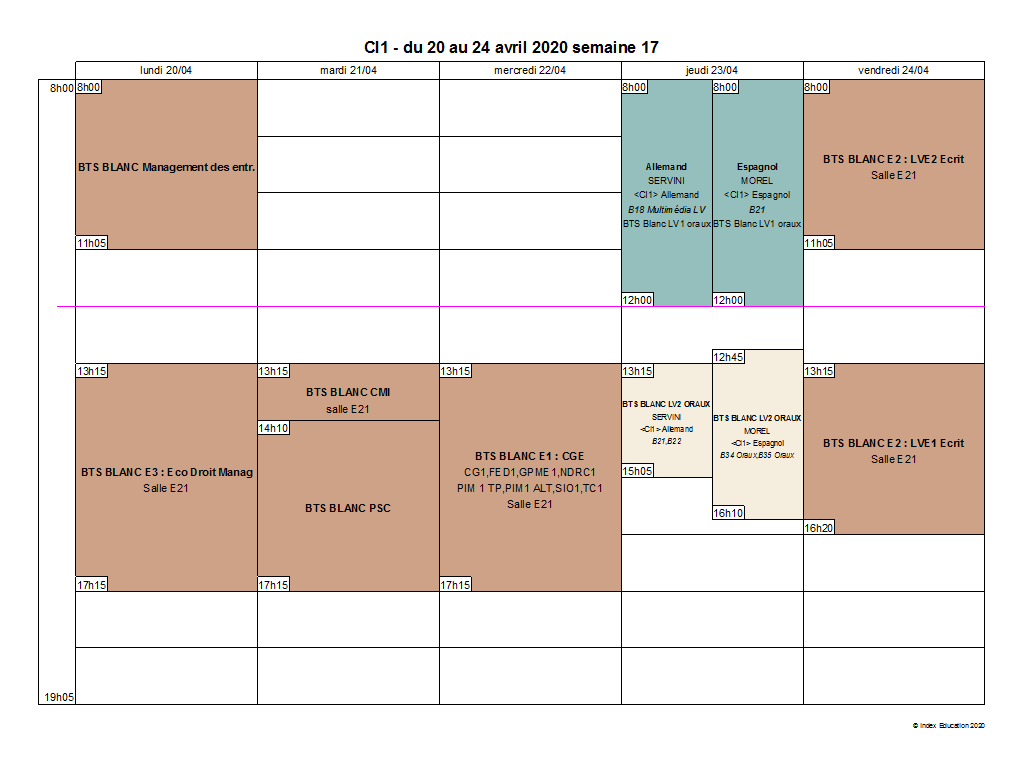 CI1 - du 20 au 24 avril 2020 semaine 17
lundi 20/04
mardi 21/04
mercredi 22/04
jeudi 23/04
vendredi 24/04
8h00
8h00
BTS BLANC Management des entr.
11h05
13h15
BTS BLANC E3 : Eco Droit Manag
Salle E21
17h15
13h15
BTS BLANC CMI
salle E21
14h10
BTS BLANC PSC
17h15
13h15
BTS BLANC E1 : CGE
CG1,FED1,GPME1,NDRC1
PIM 1 TP,PIM1 ALT,SIO1,TC1
Salle E21
17h15
8h00
Allemand
SERVINI
<CI1> Allemand
B18 Multimédia LV
BTS Blanc LV1 oraux
12h00
8h00
Espagnol
MOREL
<CI1> Espagnol
B21
BTS Blanc LV1 oraux
12h00
13h15
BTS BLANC LV2 ORAUX
SERVINI
<CI1> Allemand
B21,B22
15h05
12h45
BTS BLANC LV2 ORAUX
MOREL
<CI1> Espagnol
B34 Oraux,B35 Oraux
16h10
8h00
BTS BLANC E2 : LVE2 Ecrit
Salle E21
11h05
13h15
BTS BLANC E2 : LVE1 Ecrit
Salle E21
16h20
19h05
© Index Education 2020